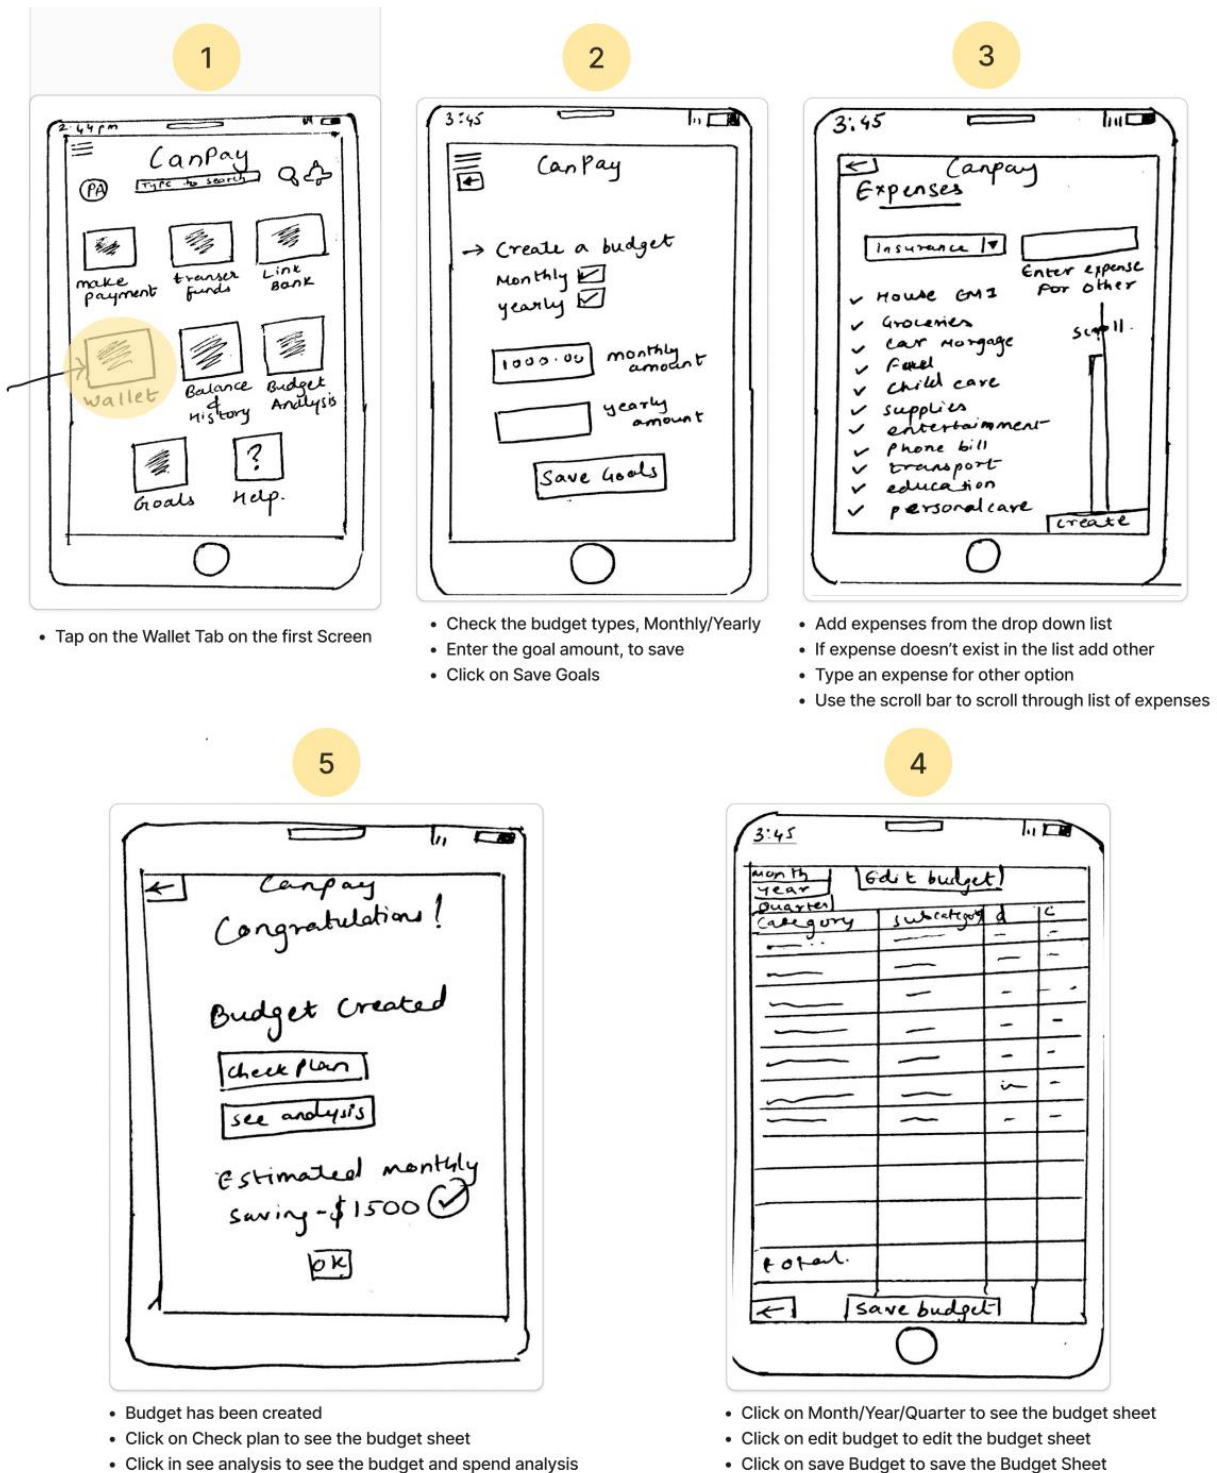 1
2:44pm
CanPay
PA
Type to search
make payment
transer funds
Link Bank
Wallet
Balance & History
Budget Analysis
Goals
?
Help.
• Tap on the Wallet Tab on the first Screen
2
3:45
CanPay
→ Create a budget
Monthly
yearly
1000.00
monthly amount
yearly amount
Save Goals
• Check the budget types, Monthly/Yearly
• Enter the goal amount, to save
• Click on Save Goals
3
3:45
Canpay
Expenses
Insurance
Enter expense For other
House EMI
Groceries
car Morgage
Fuel
child care
supplies
entertainment
Phone bill
transport
education
personalcare
scroll.
create
• Add expenses from the drop down list
• If expense doesn't exist in the list add other
• Type an expense for other option
• Use the scroll bar to scroll through list of expenses
5
Canpay
Congratulations!
Budget Created
check Plan
see analysis
Estimated monthly
saving - $1500
OK
• Budget has been created
• Click on Check plan to see the budget sheet
• Click in see analysis to see the budget and spend analysis
4
3:45
Month
Year
Quarter
Edit budget
Category subcategory d c
total.
save budget
• Click on Month/Year/Quarter to see the budget sheet
• Click on edit budget to edit the budget sheet
• Click on save Budget to save the Budget Sheet